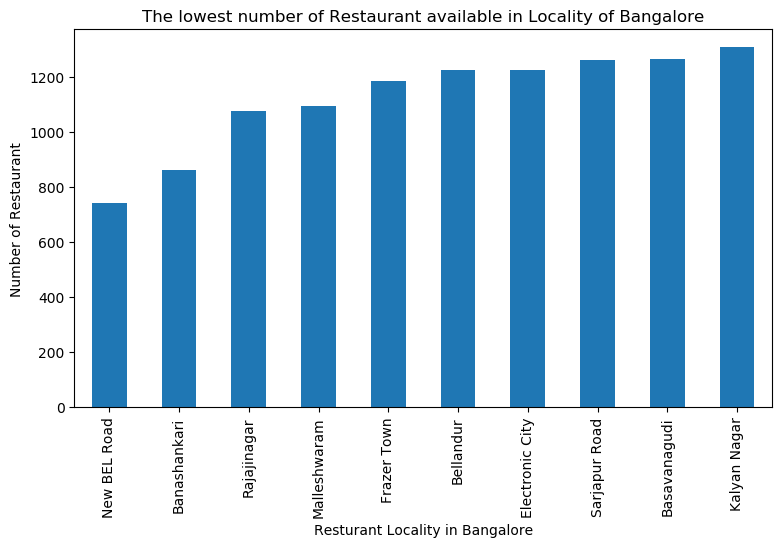 The lowest number of Restaurant available in Locality of Bangalore
Number of Restaurant
1200
1000
800
600
400
200
0
New BEL Road
Banashankari
Rajajinagar
Malleshwaram
Frazer Town
Bellandur
Electronic City
Sarjapur Road
Basavanagudi
Kalyan Nagar
Resturant Locality in Bangalore